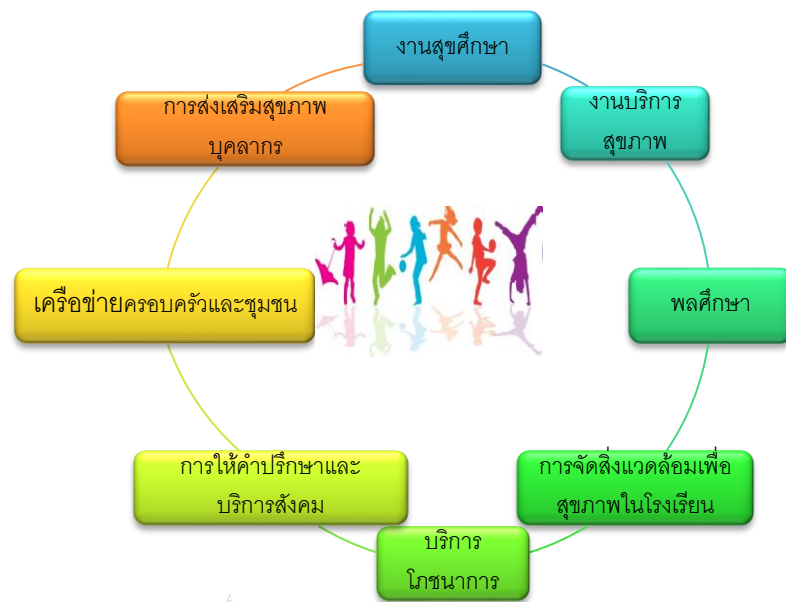 งานสุขศึกษา
งานบริการ
สุขภาพ
พลศึกษา
การจัดสิ่งแวดล้อมเพื่อ
สุขภาพในโรงเรียน
บริการ
โภชนาการ
การให้คำปรึกษาและ
บริการสังคม
เครือข่ายครอบครัวและชุมชน
การส่งเสริมสุขภาพ
บุคลากร